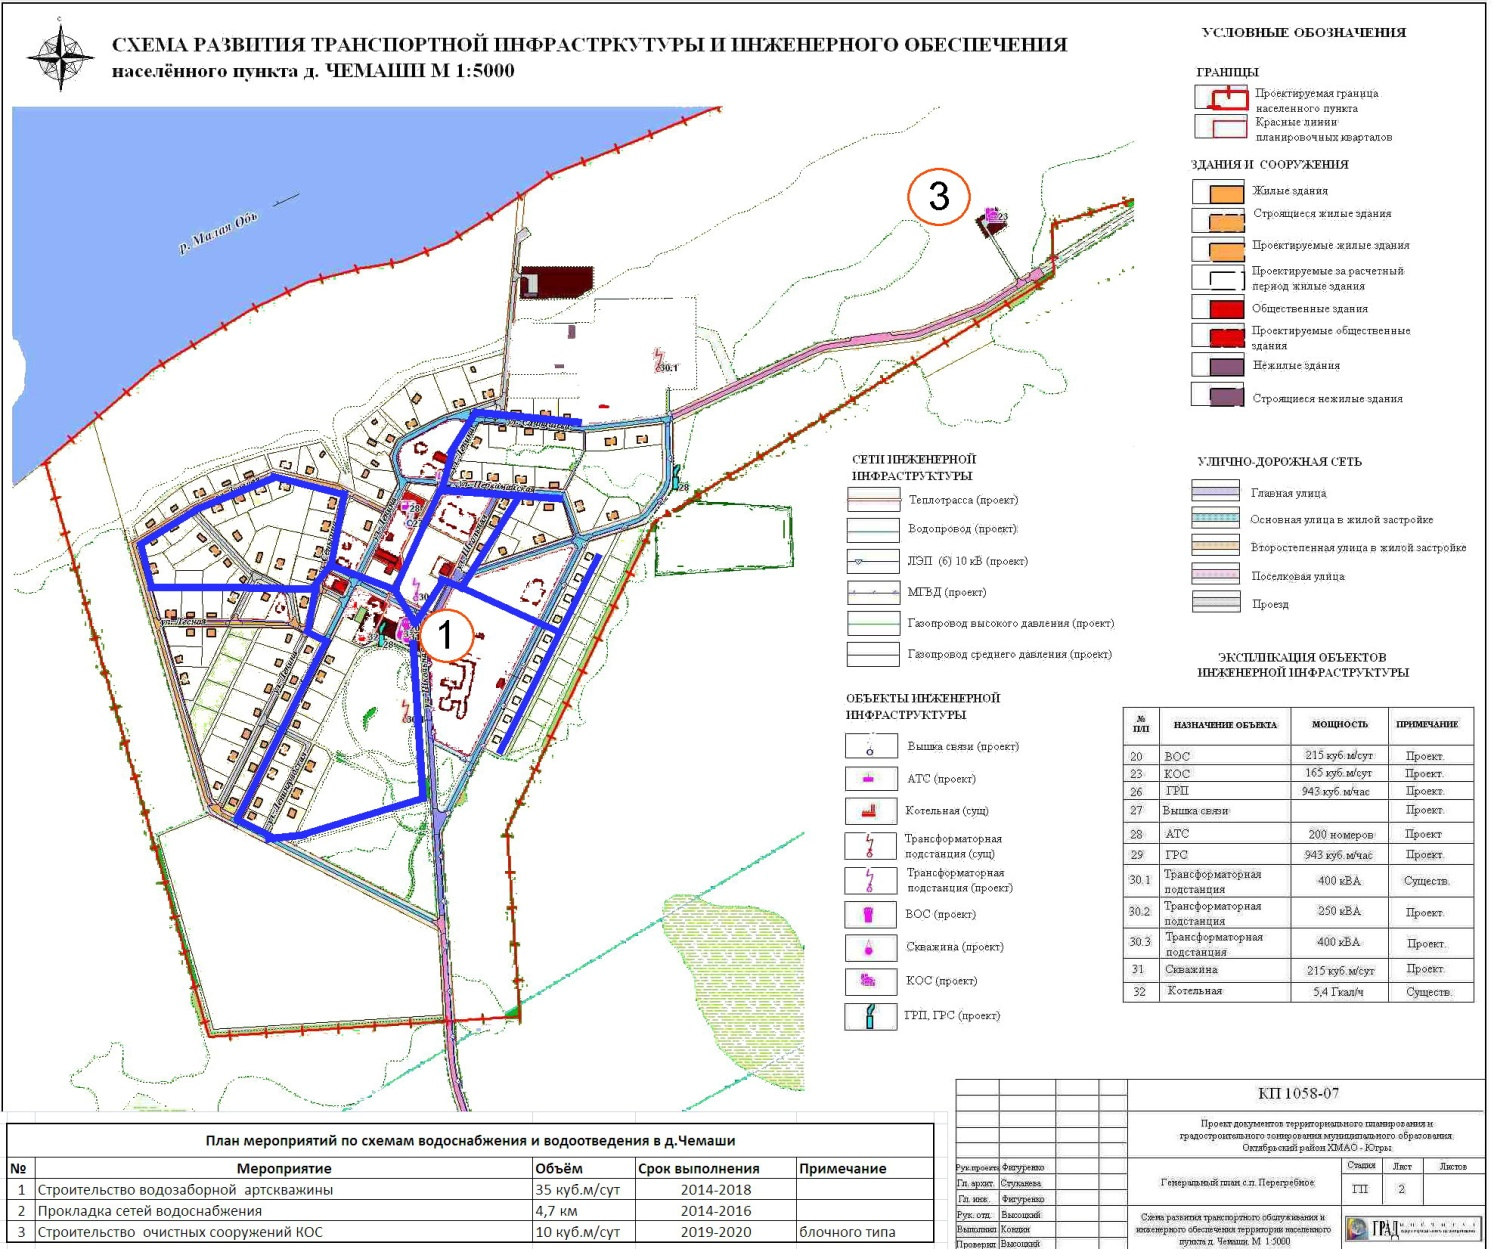 С
СХЕМА РАЗВИТИЯ ТРАНСПОРТНОЙ ИНФРАСТРКУТУРЫ И ИНЖЕНЕРНОГО ОБЕСПЕЧЕНИЯ
населённого пункта д. ЧЕМАШИ М 1:5000
р. Малая Обь
3
23
30.1
28
28
30
1
ул. Лесная
УСЛОВНЫЕ ОБОЗНАЧЕНИЯ
ГРАНИЦЫ
Проектируемая граница
населенного пункта
Красные линии
планировочных кварталов
ЗДАНИЯ И СООРУЖЕНИЯ
Жилые здания
Строящиеся жилые здания
Проектируемые жилые здания
Проектируемые за расчетный
период жилые здания
Общественные здания
Проектируемые общественные
здания
Нежилые здания
Строящиеся нежилые здания
СЕТИ ИНЖЕНЕРНОЙ
ИНФРАСТРУКТУРЫ
Теплотрасса (проект)
Водопровод (проект)
ЛЭП (6) 10 кВ (проект)
МГВД (проект)
Газопровод высокого давления (проект)
Газопровод среднего давления (проект)
УЛИЧНО-ДОРОЖНАЯ СЕТЬ
Главная улица
Основная улица в жилой застройке
Второстепенная улица в жилой застройке
Поселковая улица
Проезд
ОБЪЕКТЫ ИНЖЕНЕРНОЙ
ИНФРАСТРУКТУРЫ
Вышка связи (проект)
АТС (проект)
Котельная (сущ)
Трансформаторная
подстанция (сущ)
Трансформаторная
подстанция (проект)
ВОС (проект)
Скважина (проект)
КОС (проект)
ГРП, ГРС (проект)
ЭКСПЛИКАЦИЯ ОБЪЕКТОВ
ИНЖЕНЕРНОЙ ИНФРАСТРУКТУРЫ
№ П/П НАЗНАЧЕНИЕ ОБЪЕКТА МОЩНОСТЬ ПРИМЕЧАНИЕ
20 ВОС 215 куб.м/сут Проект.
23 КОС 165 куб.м/сут Проект.
26 ГРП 943 куб.м/час Проект.
27 Вышка связи Проект.
28 АТС 200 номеров Проект
29 ГРС 943 куб.м/час Проект.
30.1 Трансформаторная подстанция 400 кВА Существ.
30.2 Трансформаторная подстанция 250 кВА Проект.
30.3 Трансформаторная подстанция 400 кВА Проект.
31 Скважина 215 куб.м/сут Проект.
32 Котельная 5,4 Гкал/ч Существ.
План мероприятий по схемам водоснабжения и водоотведения в д.Чемаши
№ Мероприятие Объём Срок выполнения Примечание
1 Строительство водозаборной артскважины 35 куб.м/сут 2014-2018
2 Прокладка сетей водоснабжения 4,7 км 2014-2016
3 Строительство очистных сооружений КОС 10 куб.м/сут 2019-2020 блочного типа
КП 1058-07
Проект документов территориального планирования и
градостроительного зонирования муниципального образования
Октябрьский район ХМАО - Югры
Рук.проекта Фигуренко
Гл. архит. Стуканева
Гл. инж. Фигуренко
Рук. отд. Высоцкий
Выполнил Ковдин
Проверил Высоцкий
Генеральный план с.п. Перегребное
Стадия Лист Листов
ГП 2
Схема развития транспортного обслуживания и
инженерного обеспечения территории населенного
пункта д. Чемаши. М 1:5000
ГРАД